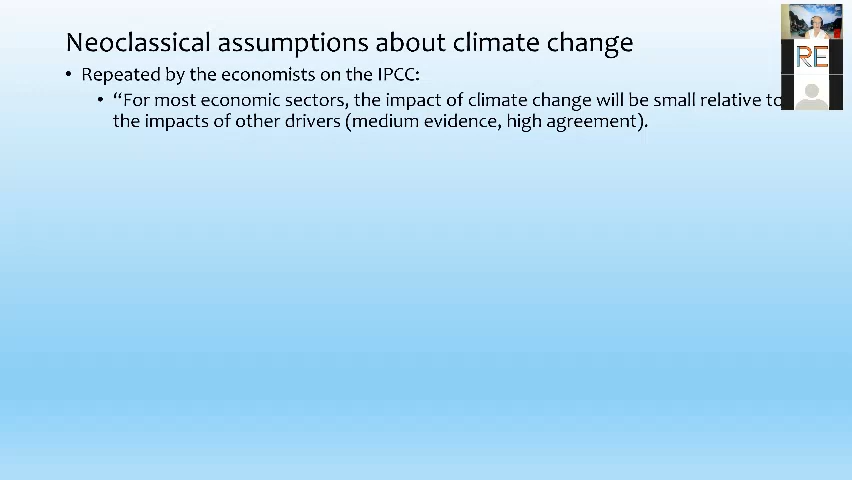 Neoclassical assumptions about climate change
• Repeated by the economists on the IPCC:
• “For most economic sectors, the impact of climate change will be small relative to
the impacts of other drivers (medium evidence, high agreement).
RE